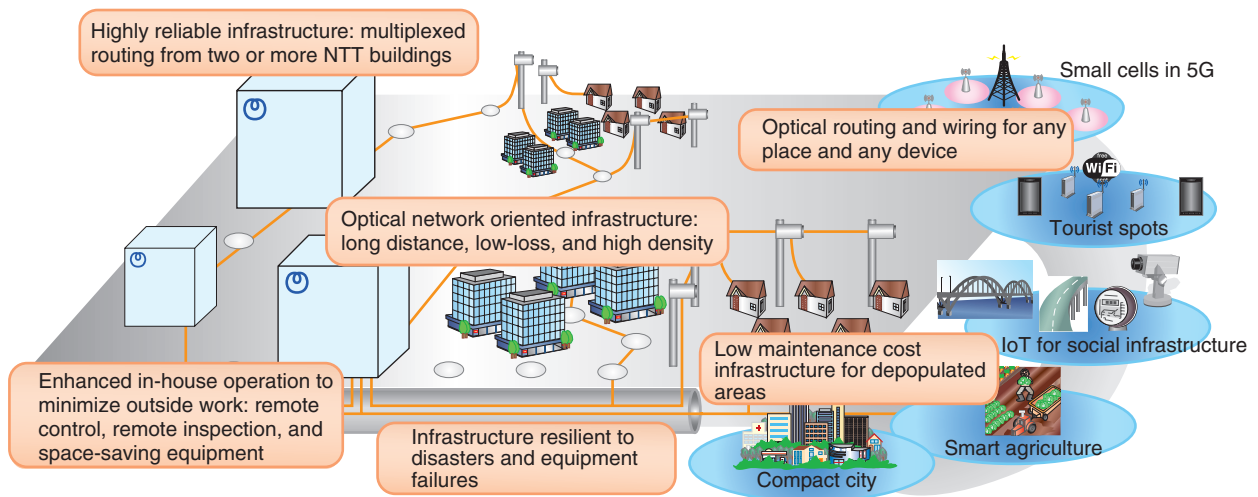 Highly reliable infrastructure: multiplexed
routing from two or more NTT buildings
Small cells in 5G
Optical routing and wiring for any
place and any device
free
WiFi
spot
Tourist spots
Optical network oriented infrastructure:
long distance, low-loss, and high density
IoT for social infrastructure
Low maintenance cost
infrastructure for depopulated
areas
Enhanced in-house operation to
minimize outside work: remote
control, remote inspection, and
space-saving equipment
Infrastructure resilient to
disasters and equipment
failures
Smart agriculture
Compact city